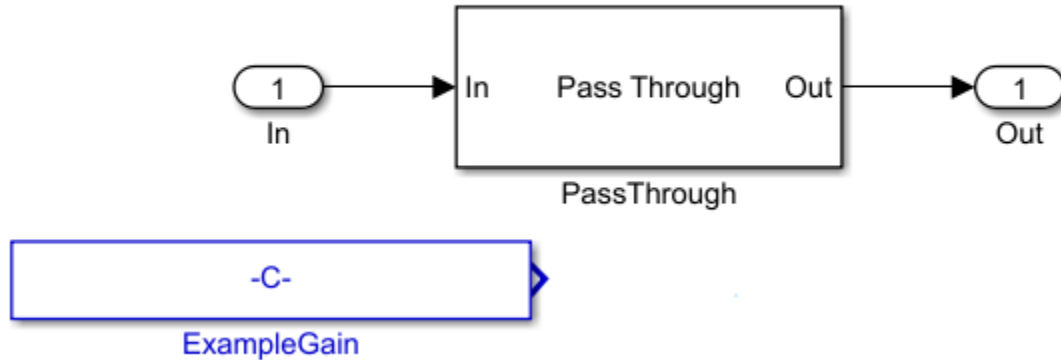 1
In
In Pass Through Out
PassThrough
1
Out
-C-
ExampleGain